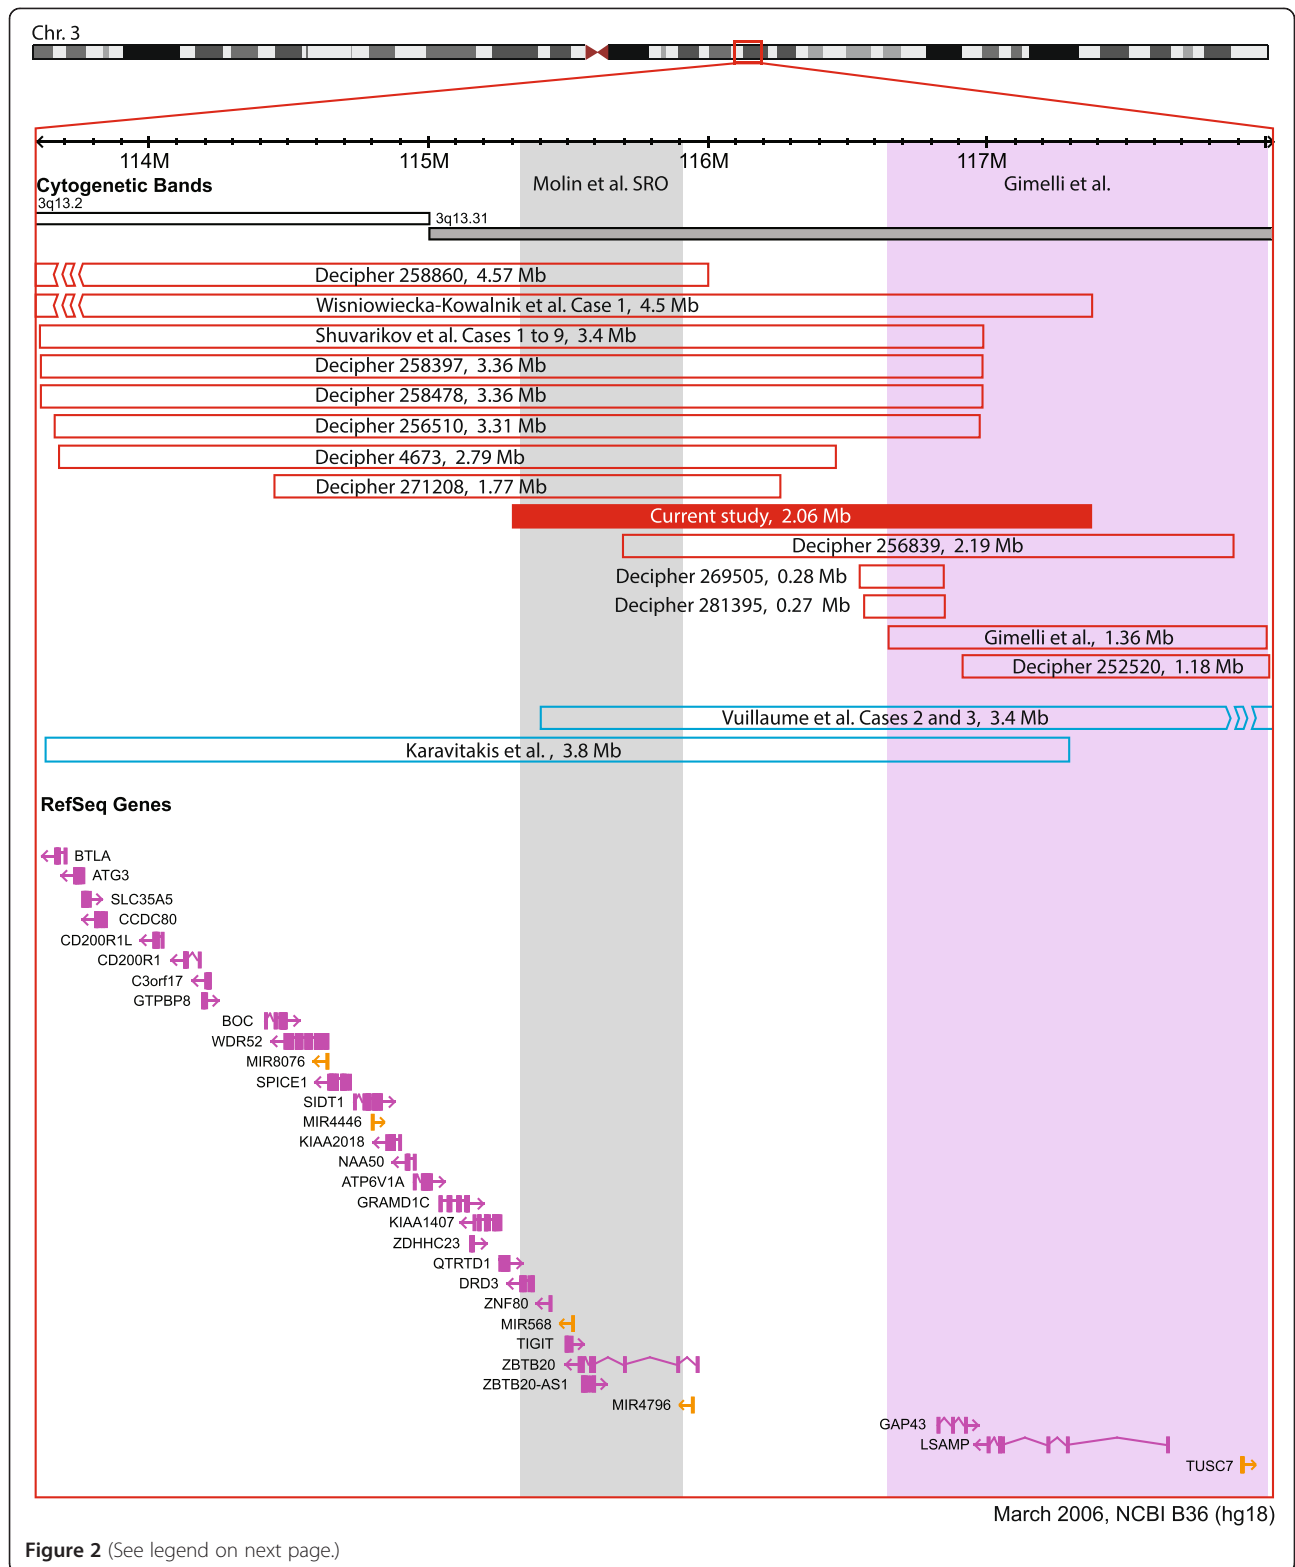 Chr. 3
114M 115M 116M 117M
Cytogenetic Bands
Molin et al. SRO
Gimelli et al.
3q13.2
3q13.31
Decipher 258860, 4.57 Mb
Wisniowiecka-Kowalnik et al. Case 1, 4.5 Mb
Shuvarikov et al. Cases 1 to 9, 3.4 Mb
Decipher 258397, 3.36 Mb
Decipher 258478, 3.36 Mb
Decipher 256510, 3.31 Mb
Decipher 4673, 2.79 Mb
Decipher 271208, 1.77 Mb
Current study, 2.06 Mb
Decipher 256839, 2.19 Mb
Decipher 269505, 0.28 Mb
Decipher 281395, 0.27 Mb
Gimelli et al., 1.36 Mb
Decipher 252520, 1.18 Mb
Vuillaume et al. Cases 2 and 3, 3.4 Mb
Karavitakis et al. , 3.8 Mb
RefSeq Genes
BTLA
ATG3
SLC35A5
CCDC80
CD200R1L
CD200R1
C3orf17
GTPBP8
BOC
WDR52
MIR8076
SPICE1
SIDT1
MIR4446
KIAA2018
NAA50
ATP6V1A
GRAMD1C
KIAA1407
ZDHHC23
QTRTD1
DRD3
ZNF80
MIR568
TIGIT
ZBTB20
ZBTB20-AS1
MIR4796
GAP43
LSAMP
TUSC7
March 2006, NCBI B36 (hg18)
Figure 2 (See legend on next page.)